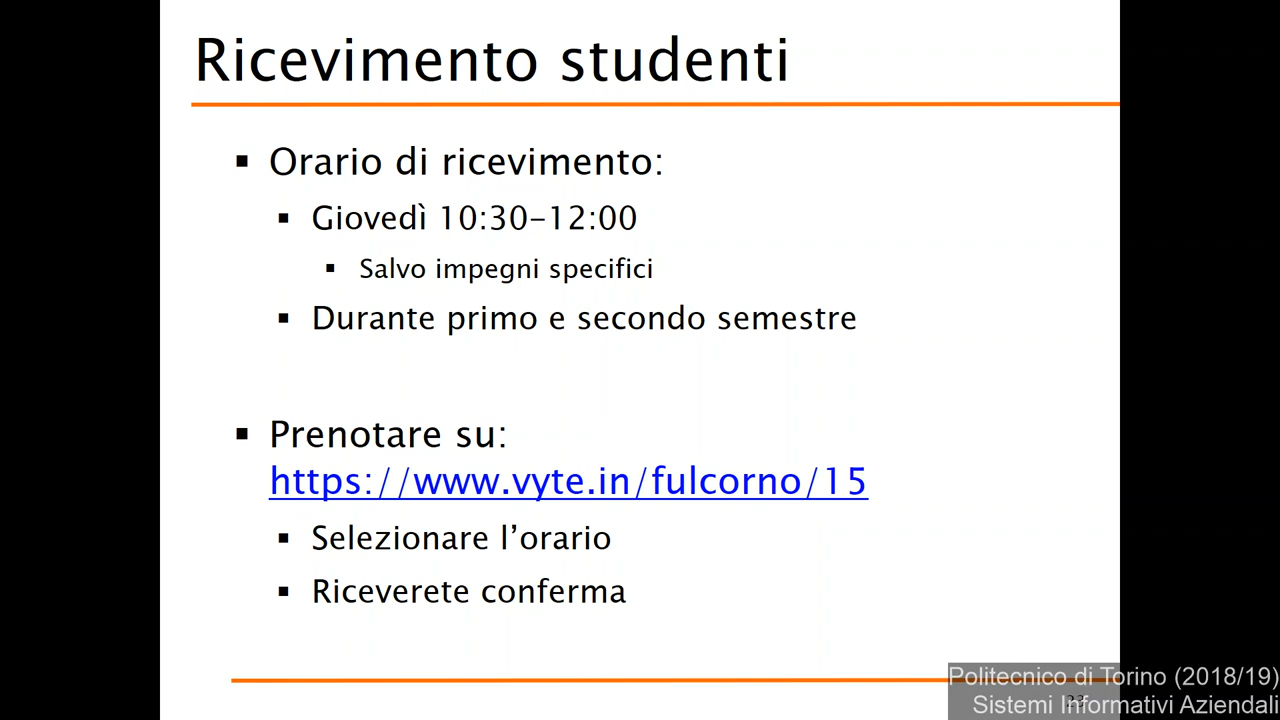 Ricevimento studenti
▪ Orario di ricevimento:
▪ Giovedì 10:30–12:00
▪ Salvo impegni specifici
▪ Durante primo e secondo semestre
▪ Prenotare su:
https://www.vyte.in/fulcorno/15
▪ Selezionare l’orario
▪ Riceverete conferma
Politecnico di Torino (2018/19)
Sistemi Informativi Aziendali